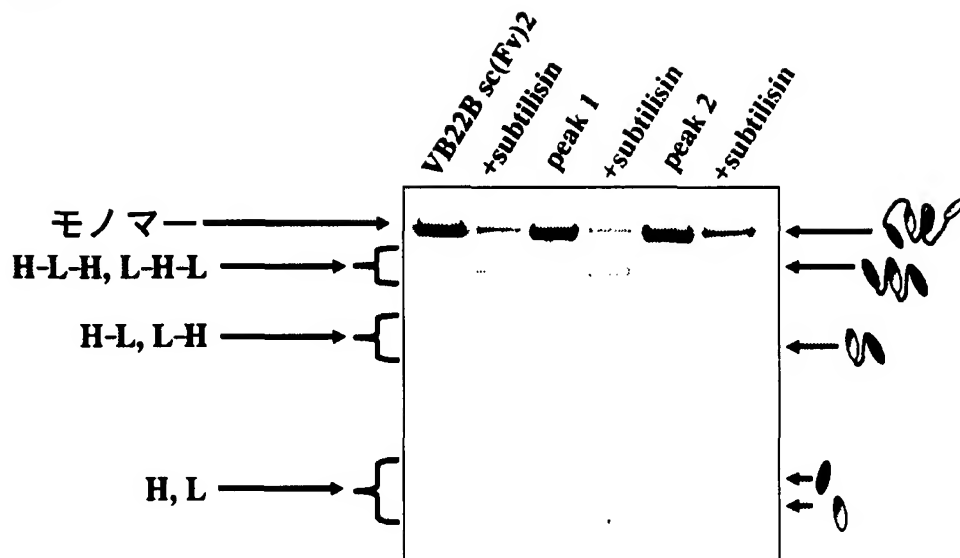 VB22B sc(Fv)2
+subtilisin
peak 1
+subtilisin
peak 2
+subtilisin
モノマー
H-L-H, L-H-L
H-L, L-H
H, L